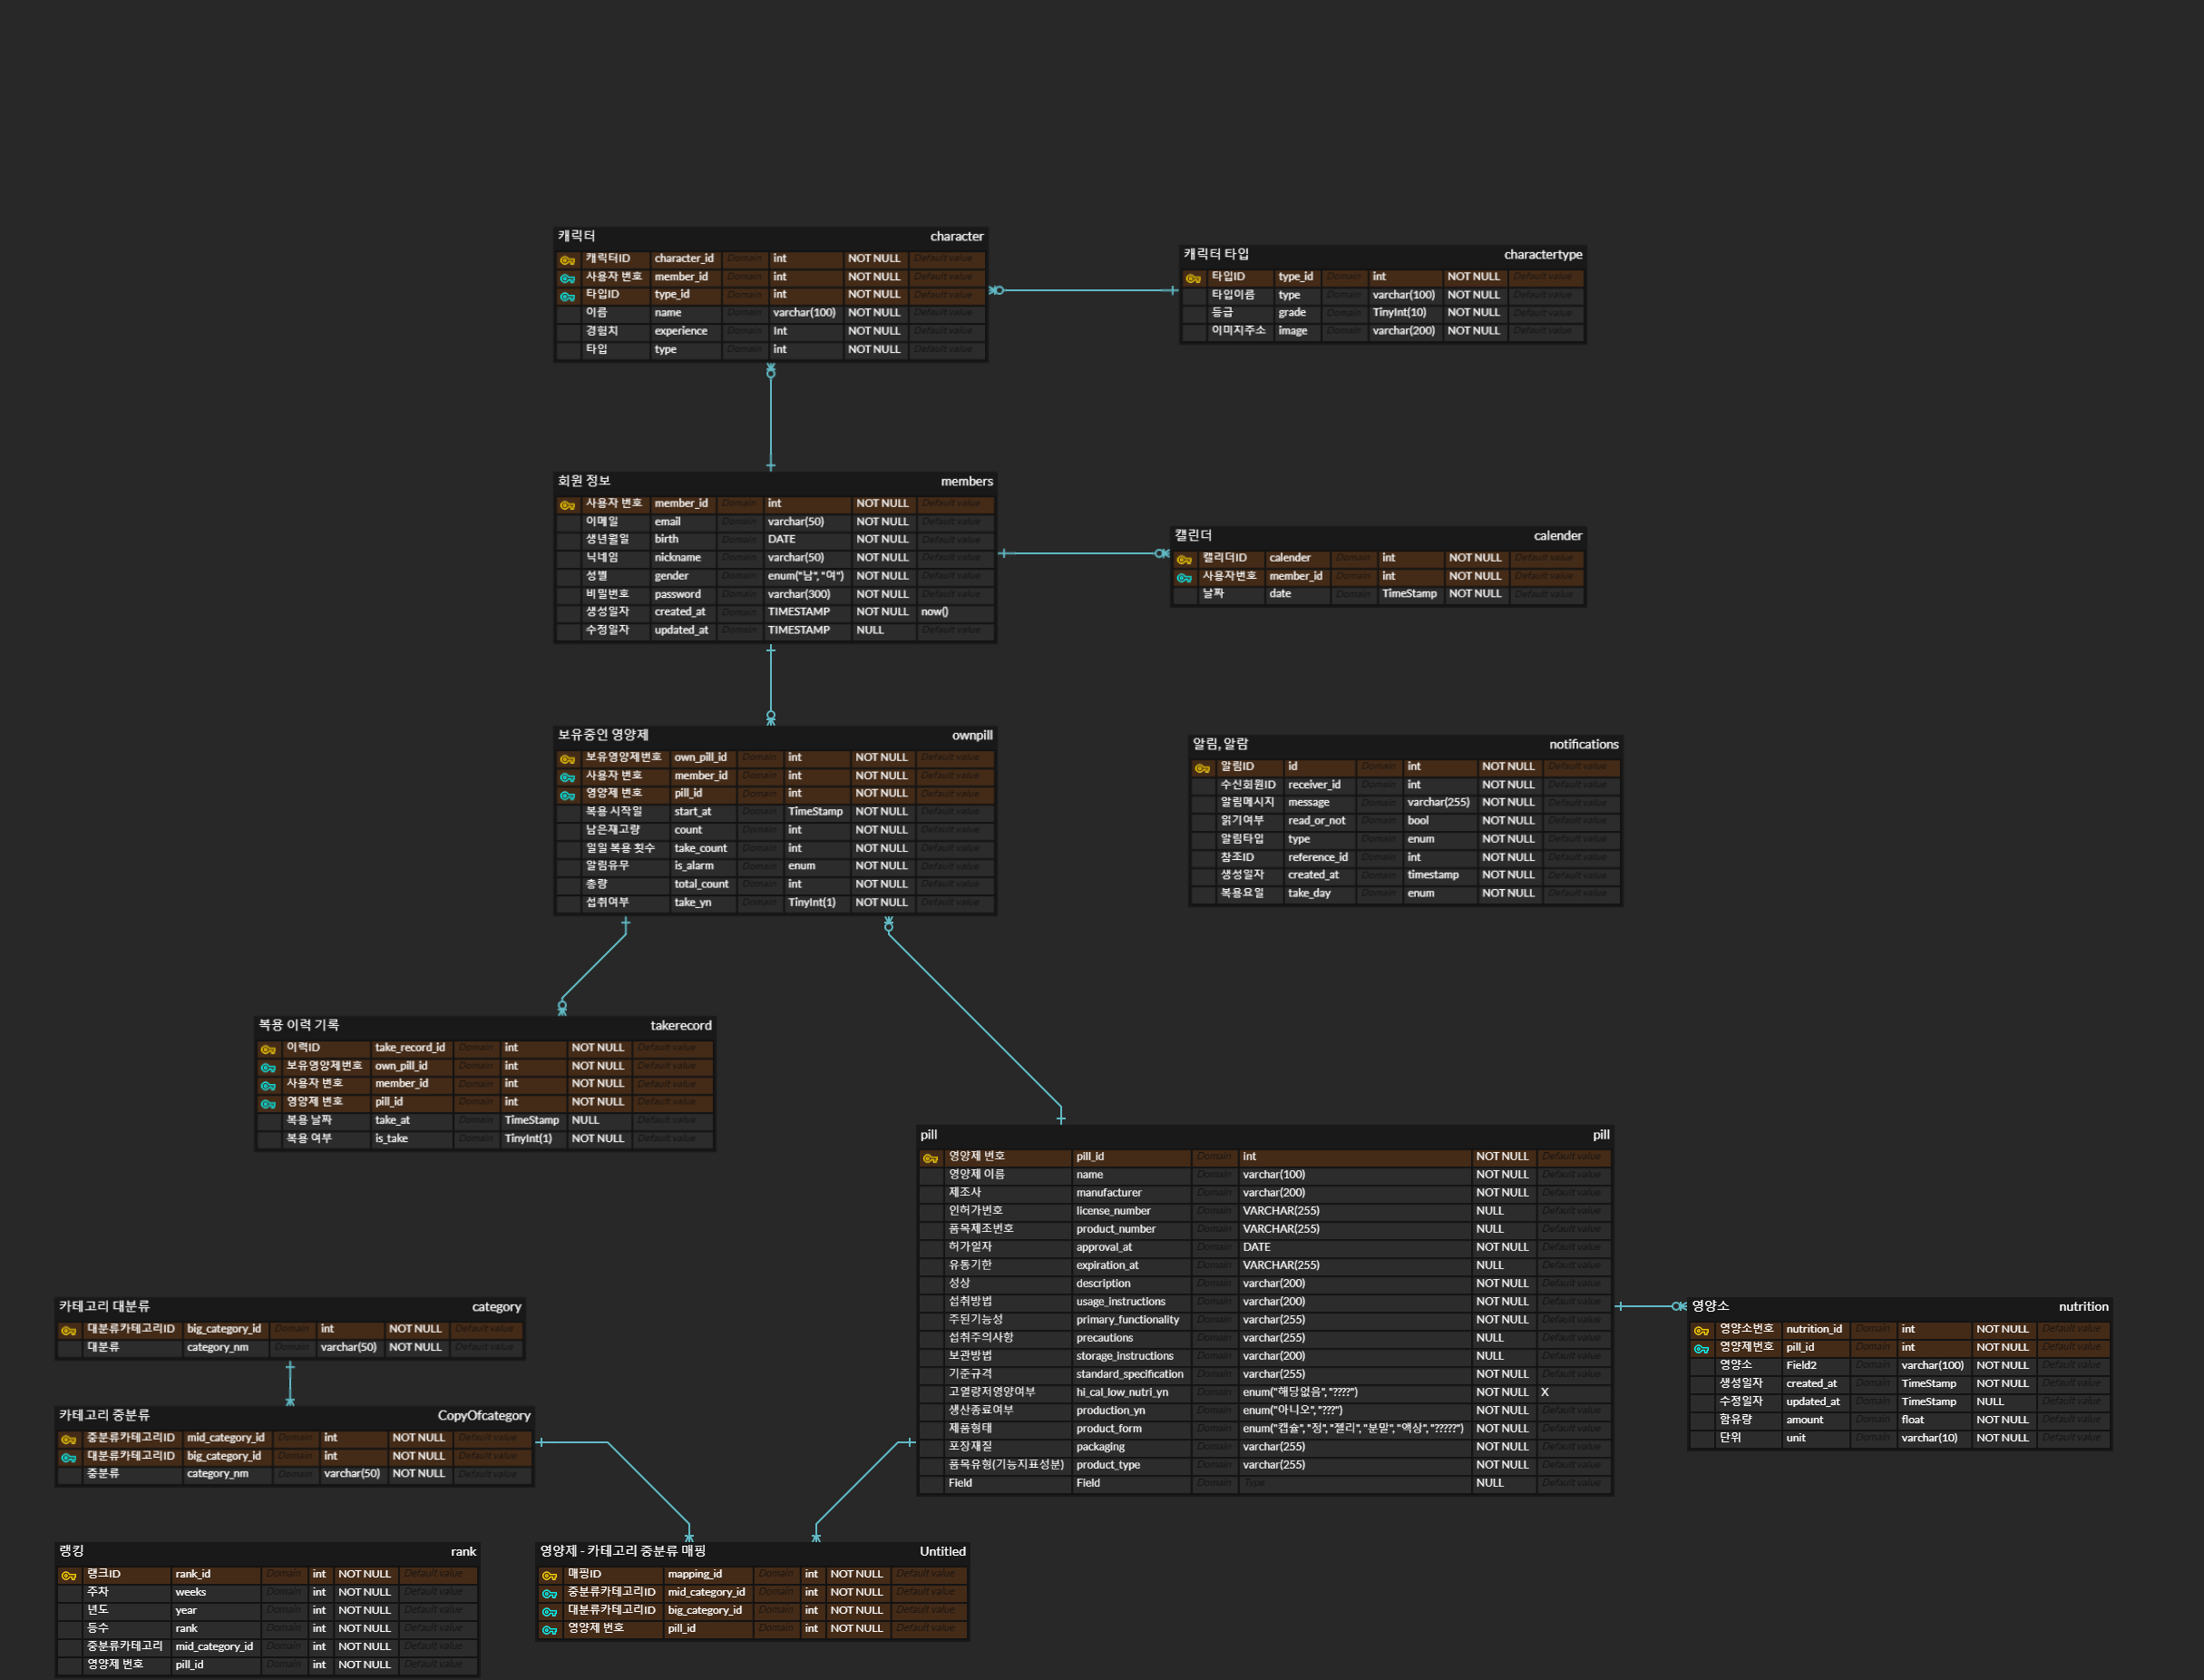 캐릭터 character
캐릭터ID character_id Domain int NOT NULL Default value
사용자 번호 member_id Domain int NOT NULL Default value
타입ID type_id Domain int NOT NULL Default value
이름 name Domain varchar(100) NOT NULL Default value
경험치 experience Domain Int NOT NULL Default value
타입 type Domain int NOT NULL Default value
캐릭터 타입 charactertype
타입ID type_id Domain int NOT NULL Default value
타입이름 type Domain varchar(100) NOT NULL Default value
등급 grade Domain TinyInt(10) NOT NULL Default value
이미지주소 image Domain varchar(200) NOT NULL Default value
회원 정보 members
사용자 번호 member_id Domain int NOT NULL Default value
이메일 email Domain varchar(50) NOT NULL Default value
생년월일 birth Domain DATE NOT NULL Default value
닉네임 nickname Domain varchar(50) NOT NULL Default value
성별 gender Domain enum("남", "여") NOT NULL Default value
비밀번호 password Domain varchar(300) NOT NULL Default value
생성일자 created_at Domain TIMESTAMP NOT NULL now()
수정일자 updated_at Domain TIMESTAMP NULL Default value
캘린더 calender
캘리더ID calender Domain int NOT NULL Default value
사용자번호 member_id Domain int NOT NULL Default value
날짜 date Domain TimeStamp NOT NULL Default value
보유중인 영양제 ownpill
보유영양제번호 own_pill_id Domain int NOT NULL Default value
사용자 번호 member_id Domain int NOT NULL Default value
영양제 번호 pill_id Domain int NOT NULL Default value
복용 시작일 start_at Domain TimeStamp NOT NULL Default value
남은재고량 count Domain int NOT NULL Default value
일일 복용 횟수 take_count Domain int NOT NULL Default value
알림유무 is_alarm Domain enum NOT NULL Default value
총량 total_count Domain int NOT NULL Default value
섭취여부 take_yn Domain TinyInt(1) NOT NULL Default value
알림, 알람 notifications
알림ID id Domain int NOT NULL Default value
수신회원ID receiver_id Domain int NOT NULL Default value
알림메시지 message Domain varchar(255) NOT NULL Default value
읽기여부 read_or_not Domain bool NOT NULL Default value
알림타입 type Domain enum NOT NULL Default value
참조ID reference_id Domain int NOT NULL Default value
생성일자 created_at Domain timestamp NOT NULL Default value
복용요일 take_day Domain enum NOT NULL Default value
복용 이력 기록 takerecord
이력ID take_record_id Domain int NOT NULL Default value
보유영양제번호 own_pill_id Domain int NOT NULL Default value
사용자 번호 member_id Domain int NOT NULL Default value
영양제 번호 pill_id Domain int NOT NULL Default value
복용 날짜 take_at Domain TimeStamp NULL Default value
복용 여부 is_take Domain TinyInt(1) NOT NULL Default value
pill pill
영양제 번호 pill_id Domain int NOT NULL Default value
영양제 이름 name Domain varchar(100) NOT NULL Default value
제조사 manufacturer Domain varchar(200) NOT NULL Default value
인허가번호 license_number Domain VARCHAR(255) NULL Default value
품목제조번호 product_number Domain VARCHAR(255) NULL Default value
허가일자 approval_at Domain DATE NOT NULL Default value
유통기한 expiration_at Domain VARCHAR(255) NULL Default value
성상 description Domain varchar(200) NOT NULL Default value
섭취방법 usage_instructions Domain varchar(200) NOT NULL Default value
주된기능성 primary_functionality Domain varchar(255) NOT NULL Default value
섭취주의사항 precautions Domain varchar(255) NULL Default value
보관방법 storage_instructions Domain varchar(200) NULL Default value
기준규격 standard_specification Domain varchar(255) NOT NULL Default value
고열량저영양여부 hi_cal_low_nutri_yn Domain enum("해당없음", "????") NOT NULL X
생산종료여부 production_yn Domain enum("아니오", "???") NOT NULL Default value
제품형태 product_form Domain enum("캡슐", "정", "젤리", "분말", "액상", "?????") NOT NULL Default value
포장재질 packaging Domain varchar(255) NOT NULL Default value
품목유형(기능지표성분) product_type Domain varchar(255) NOT NULL Default value
Field Field Domain Type NULL Default value
영양소 nutrition
영양소번호 nutrition_id Domain int NOT NULL Default value
영양제번호 pill_id Domain int NOT NULL Default value
영양소 Field2 Domain varchar(100) NOT NULL Default value
생성일자 created_at Domain TimeStamp NOT NULL Default value
수정일자 updated_at Domain TimeStamp NULL Default value
함유량 amount Domain float NOT NULL Default value
단위 unit Domain varchar(10) NOT NULL Default value
카테고리 대분류 category
대분류카테고리ID big_category_id Domain int NOT NULL Default value
대분류 category_nm Domain varchar(50) NOT NULL Default value
카테고리 중분류 CopyOfcategory
중분류카테고리ID mid_category_id Domain int NOT NULL Default value
대분류카테고리ID big_category_id Domain int NOT NULL Default value
중분류 category_nm Domain varchar(50) NOT NULL Default value
랭킹 rank
랭크ID rank_id Domain int NOT NULL Default value
주차 weeks Domain int NOT NULL Default value
년도 year Domain int NOT NULL Default value
등수 rank Domain int NOT NULL Default value
중분류카테고리 mid_category_id Domain int NOT NULL Default value
영양제 번호 pill_id Domain int NOT NULL Default value
영양제 - 카테고리 중분류 매핑 Untitled
매핑ID mapping_id Domain int NOT NULL Default value
중분류카테고리ID mid_category_id Domain int NOT NULL Default value
대분류카테고리ID big_category_id Domain int NOT NULL Default value
영양제 번호 pill_id Domain int NOT NULL Default value